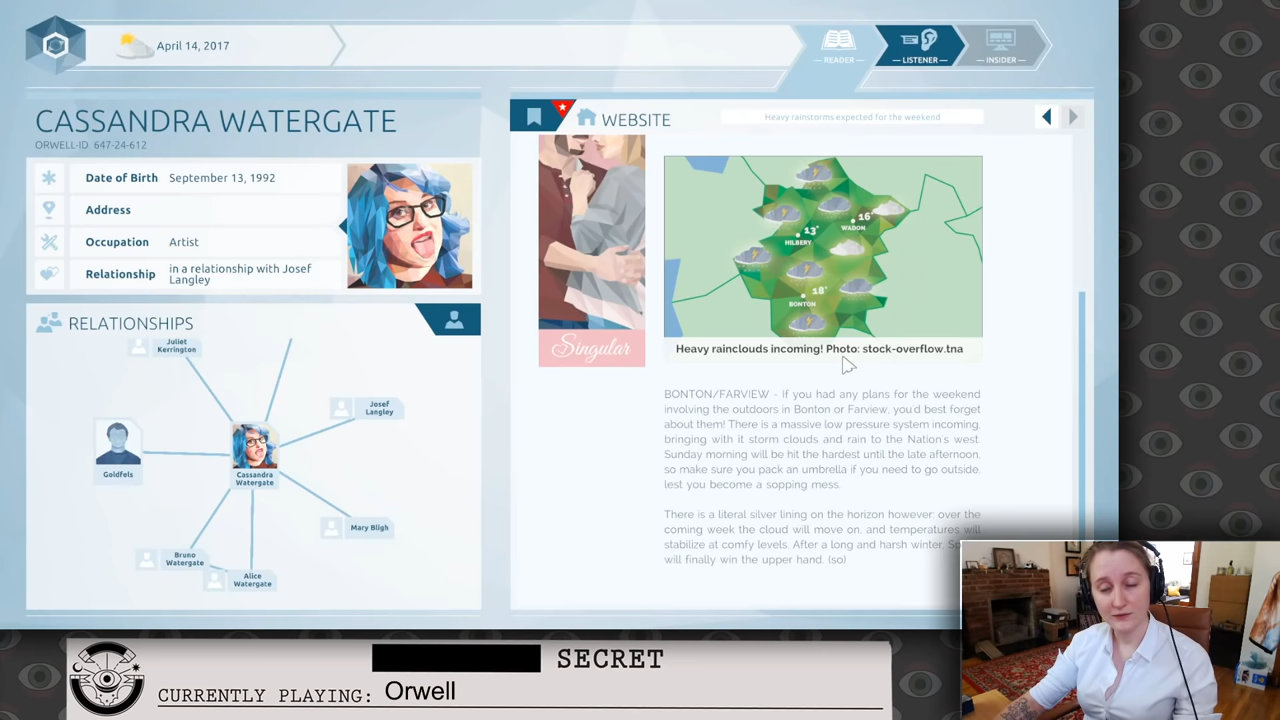 April 14, 2017
— READER —
— LISTENER —
— INSIDER —
CASSANDRA WATERGATE
ORWELL-ID 647-24-612
Date of Birth September 13, 1992
Address
Occupation Artist
Relationship in a relationship with Josef
Langley
RELATIONSHIPS
Juliet
Kerrington
Josef
Langley
Goldfels
Cassandra
Watergate
Mary Bligh
Bruno
Watergate
Alice
Watergate
WEBSITE
Heavy rainstorms expected for the weekend
Singular
16°
WADON
13°
HILBERY
18°
BONTON
Heavy rainclouds incoming! Photo: stock-overflow.tna
BONTON/FARVIEW - If you had any plans for the weekend
involving the outdoors in Bonton or Farview, you'd best forget
about them! There is a massive low pressure system incoming,
bringing with it storm clouds and rain to the Nation's west.
Sunday morning will be hit the hardest until the late afternoon,
so make sure you pack an umbrella if you need to go outside,
lest you become a sopping mess.
There is a literal silver lining on the horizon however: over the
coming week the cloud will move on, and temperatures will
stabilize at comfy levels. After a long and harsh winter,
will finally win the upper hand. (so)
SECRET
CURRENTLY PLAYING: Orwell